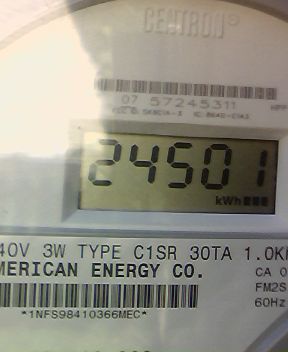 CENTRON®
07 57245311
24501
kWh
40V 3W TYPE C1SR 30TA 1.0K
MERICAN ENERGY CO.
CA 0
FM2S
60Hz
*1NFS98410366MEC*